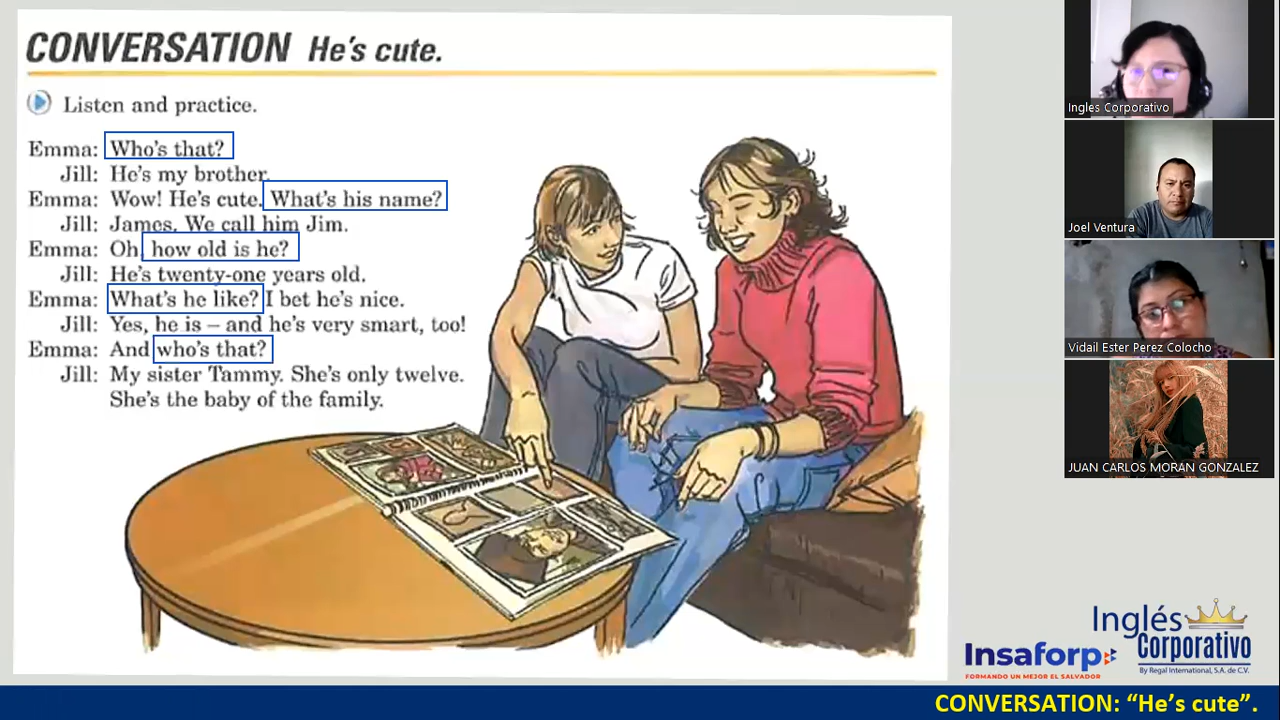 CONVERSATION He's cute.
Listen and practice.
Emma: Who's that?
Jill: He's my brother.
Emma: Wow! He's cute. What's his name?
Jill: James. We call him Jim.
Emma: Oh, how old is he?
Jill: He's twenty-one years old.
Emma: What's he like? I bet he's nice.
Jill: Yes, he is – and he's very smart, too!
Emma: And who's that?
Jill: My sister Tammy. She's only twelve.
She's the baby of the family.
Ingles Corporativo
Joel Ventura
Vidail Ester Perez Colocho
JUAN CARLOS MORAN GONZALEZ
Insaforp
FORMANDO UN MEJOR EL SALVADOR
Inglés
Corporativo
By Regal International, S.A. de C.V.
CONVERSATION: “He's cute”.